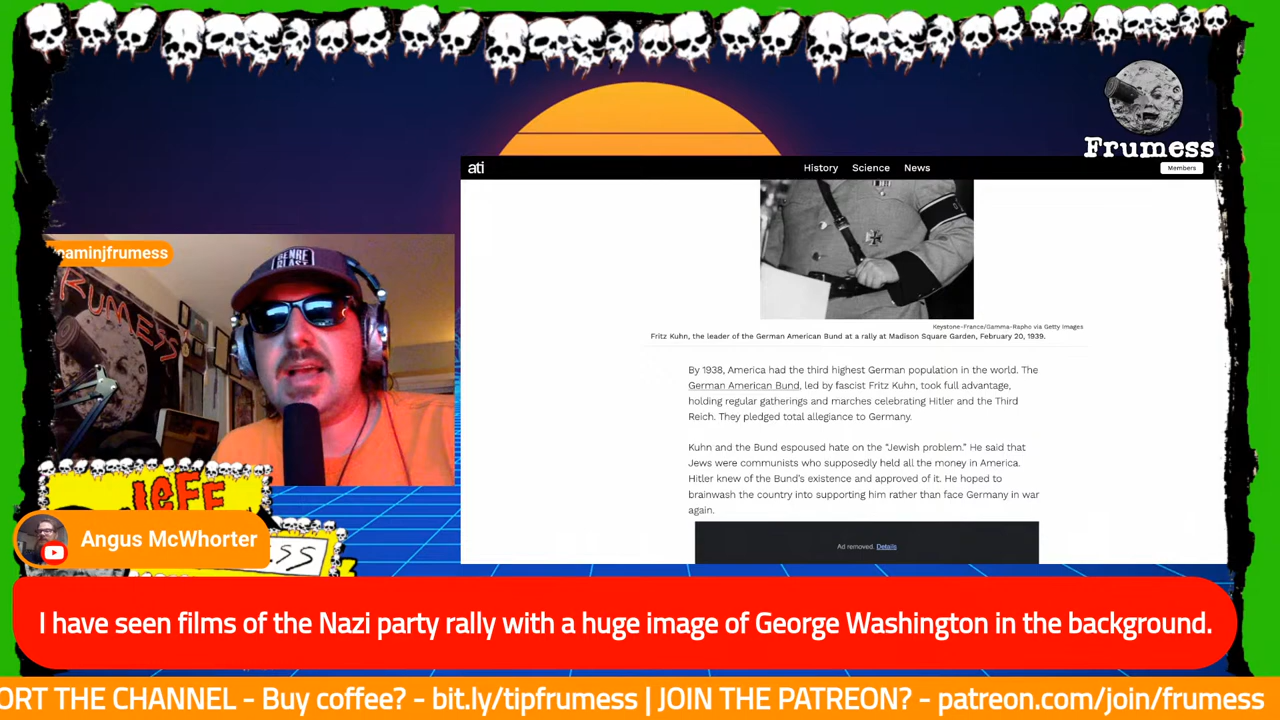 Frumess
ati
History Science News
Members
f
aminjfrumess
GENRE
BLAST
RUMESS
Keystone-France/Gamma-Rapho via Getty Images
Fritz Kuhn, the leader of the German American Bund at a rally at Madison Square Garden, February 20, 1939.
By 1938, America had the third highest German population in the world. The
German American Bund, led by fascist Fritz Kuhn, took full advantage,
holding regular gatherings and marches celebrating Hitler and the Third
Reich. They pledged total allegiance to Germany.
Kuhn and the Bund espoused hate on the “Jewish problem.” He said that
Jews were communists who supposedly held all the money in America.
Hitler knew of the Bund's existence and approved of it. He hoped to
brainwash the country into supporting him rather than face Germany in war
again.
Ad removed. Details
JEFF
Angus McWhorter
I have seen films of the Nazi party rally with a huge image of George Washington in the background.
ORT THE CHANNEL - Buy coffee? - bit.ly/tipfrumess | JOIN THE PATREON? - patreon.com/join/frumess